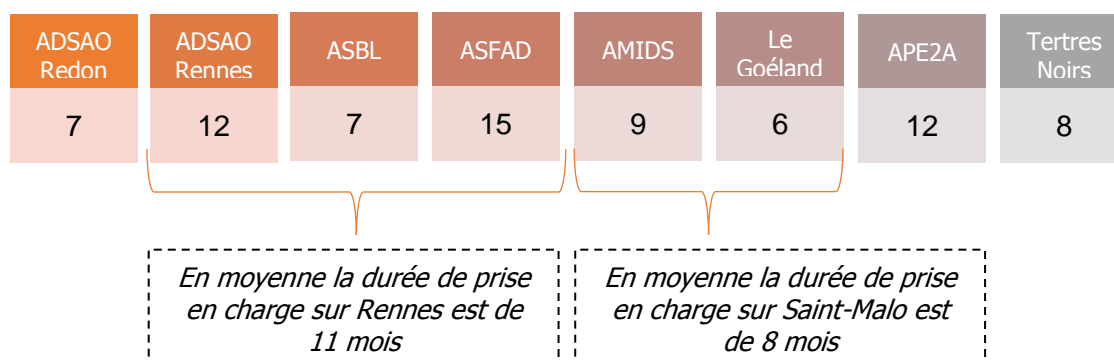 ADSAO Redon
ADSAO Rennes
ASBL
ASFAD
AMIDS
Le Goéland
APE2A
Tertres Noirs
7
12
7
15
9
6
12
8
En moyenne la durée de prise
en charge sur Rennes est de
11 mois
En moyenne la durée de prise
en charge sur Saint-Malo est
de 8 mois